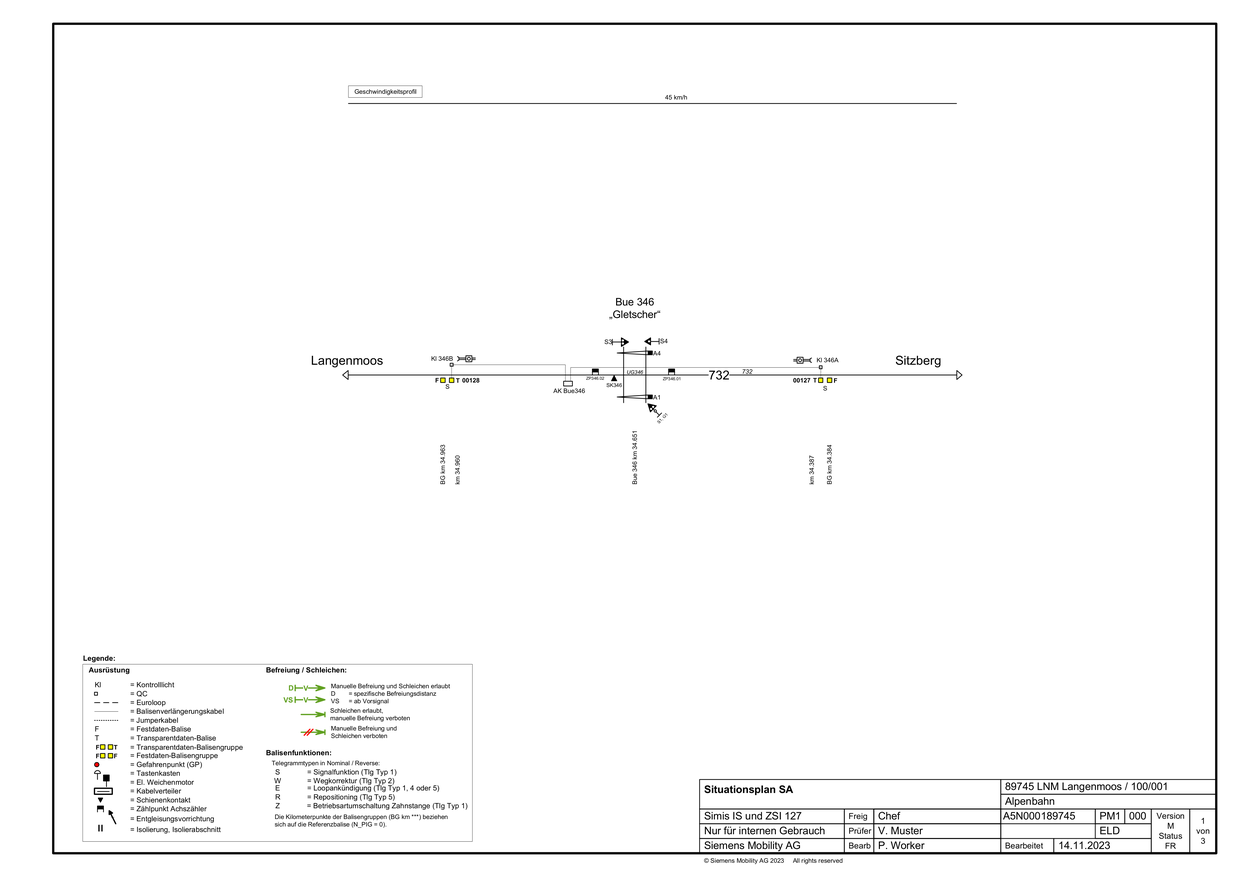 Geschwindigkeitsprofil
45 km/h
Bue 346
„Gletscher“
S3
S4
A4
Langenmoos
Kl 346B
Kl 346A
Sitzberg
UG346
732
732
F T 00128
S
AK Bue346
ZP346.02
SK346
ZP346.01
00127 T F
S
A1
BG km 34.963
km 34.960
Bue 346 km 34.651
km 34.387
BG km 34.384
Legende:
Ausrüstung
Kl = Kontrolllicht
= QC
= Euroloop
= Balisenverlängerungskabel
= Jumperkabel
F = Festdaten-Balise
T = Transparentdaten-Balise
F T = Transparentdaten-Balisengruppe
F F = Festdaten-Balisengruppe
= Gefahrenpunkt (GP)
= Tastenkasten
= El. Weichenmotor
= Kabelverteiler
= Schienenkontakt
= Zählpunkt Achszähler
= Entgleisungsvorrichtung
= Isolierung, Isolierabschnitt
Befreiung / Schleichen:
D V Manuelle Befreiung und Schleichen erlaubt
D = spezifische Befreiungsdistanz
VS V VS = ab Vorsignal
Schleichen erlaubt,
manuelle Befreiung verboten
Manuelle Befreiung und
Schleichen verboten
Balisenfunktionen:
Telegrammtypen in Nominal / Reverse:
S = Signalfunktion (Tlg Typ 1)
W = Wegkorrektur (Tlg Typ 2)
E = Loopankündigung (Tlg Typ 1, 4 oder 5)
R = Repositioning (Tlg Typ 5)
Z = Betriebsartumschaltung Zahnstange (Tlg Typ 1)
Die Kilometerpunkte der Balisengruppen (BG km ***) beziehen
sich auf die Referenzbalise (N_PIG = 0).
Situationsplan SA
89745 LNM Langenmoos / 100/001
Alpenbahn
Simis IS und ZSI 127
Freig Chef
A5N000189745 PM1 000
Nur für internen Gebrauch
Prüfer V. Muster
ELD
Siemens Mobility AG
Bearb P. Worker
Bearbeitet 14.11.2023
Version
M
Status
FR
1
von
3
© Siemens Mobility AG 2023 All rights reserved